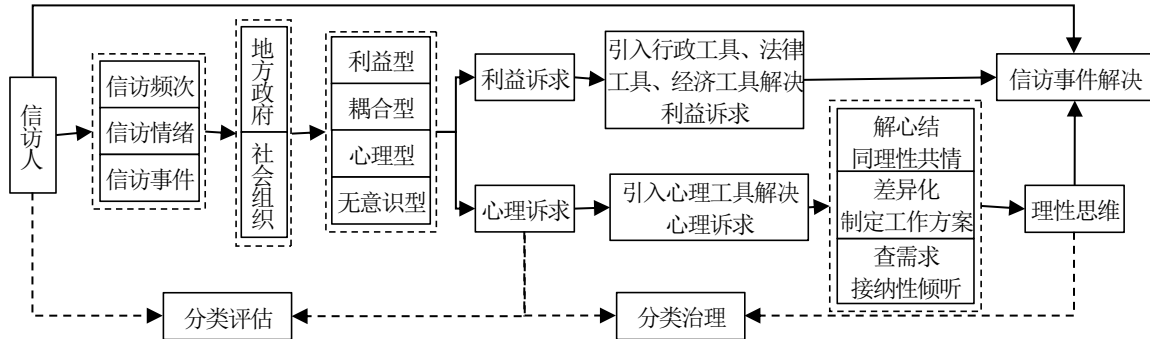 信访人
信访频次
信访情绪
信访事件
地方政府
社会组织
利益型
耦合型
心理型
无意识型
利益诉求
心理诉求
引入行政工具、法律
工具、经济工具解决
利益诉求
引入心理工具解决
心理诉求
解心结
同理性共情
差异化
制定工作方案
查需求
接纳性倾听
信访事件解决
理性思维
分类评估
分类治理